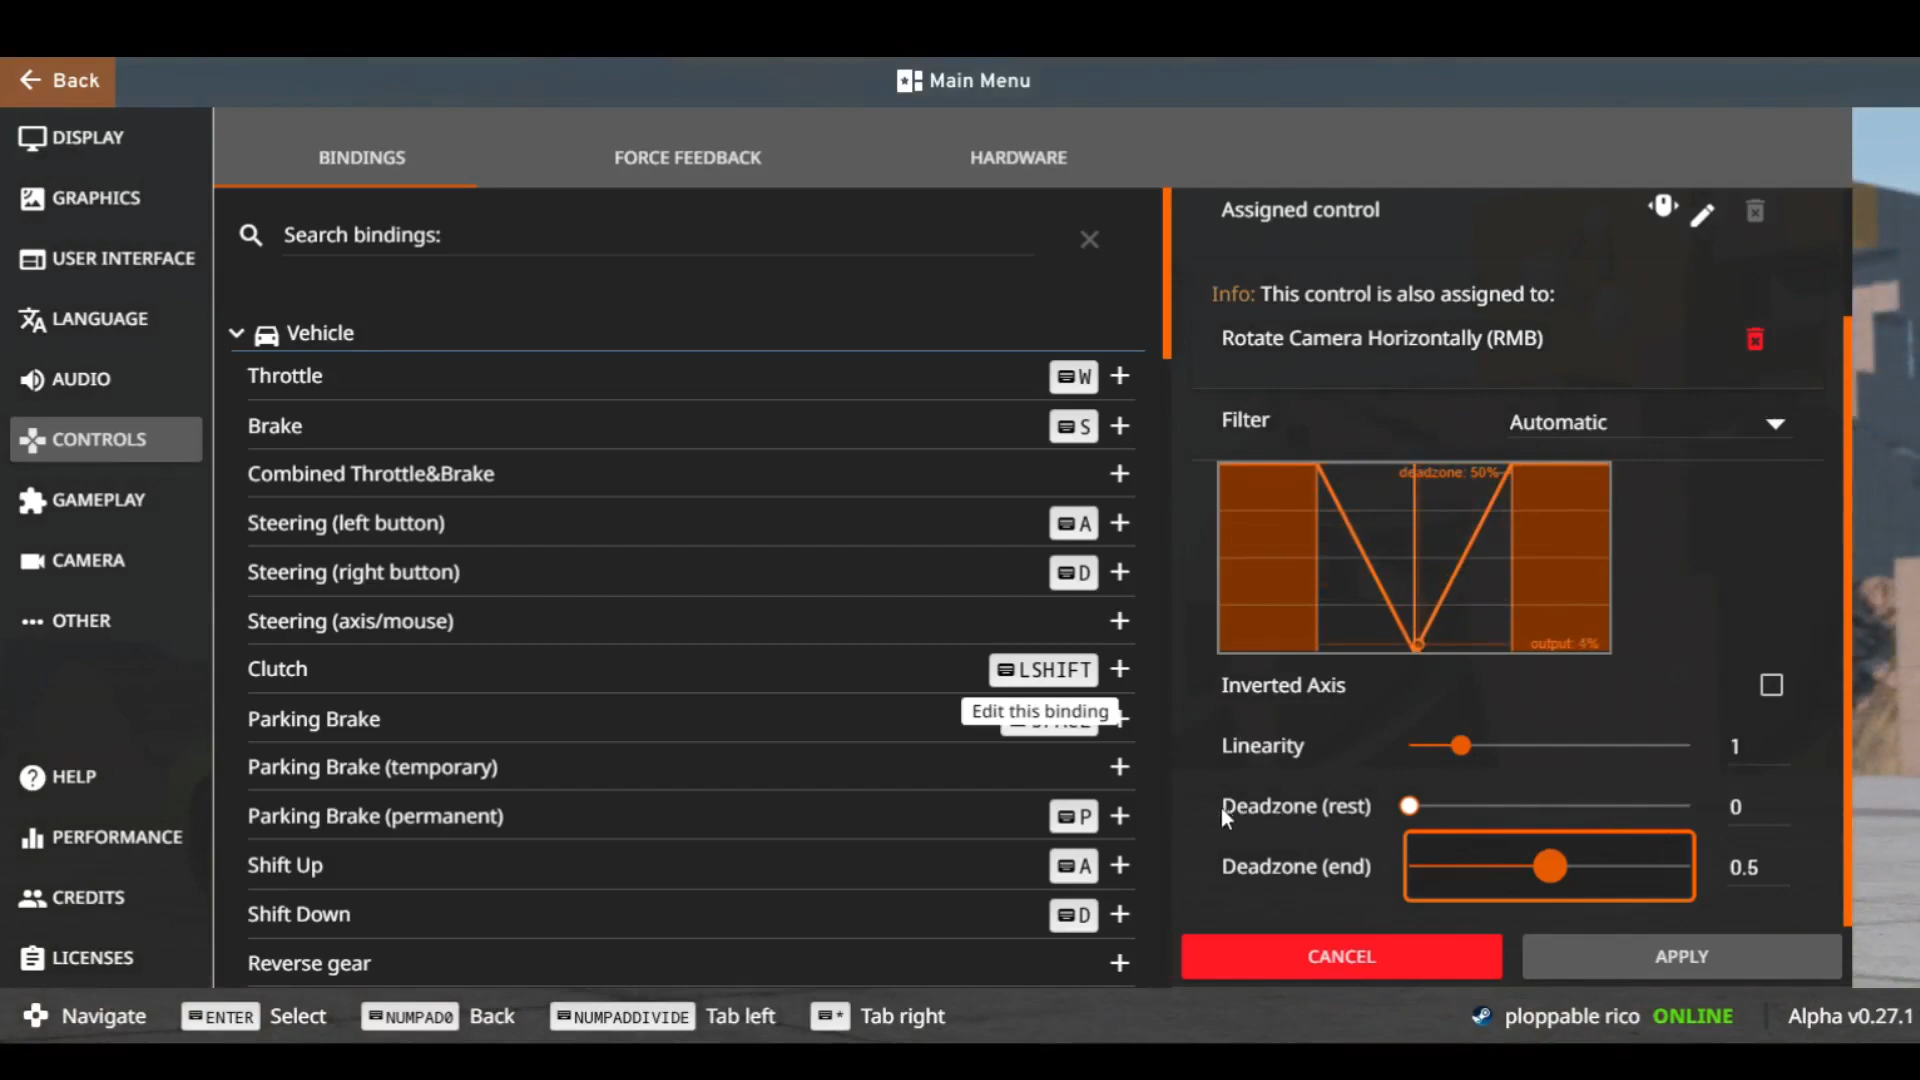 Back
Main Menu
DISPLAY
GRAPHICS
USER INTERFACE
LANGUAGE
AUDIO
CONTROLS
GAMEPLAY
CAMERA
OTHER
HELP
PERFORMANCE
CREDITS
LICENSES
BINDINGS
FORCE FEEDBACK
HARDWARE
Search bindings:
Vehicle
Throttle W +
Brake S +
Combined Throttle&Brake +
Steering (left button) A +
Steering (right button) D +
Steering (axis/mouse) +
Clutch LSHIFT +
Edit this binding
Parking Brake +
Parking Brake (temporary) +
Parking Brake (permanent) P +
Shift Up A +
Shift Down D +
Reverse gear +
Assigned control
Info: This control is also assigned to:
Rotate Camera Horizontally (RMB)
Filter Automatic
deadzone: 50%
output: 4%
Inverted Axis
Linearity 1
Deadzone (rest) 0
Deadzone (end) 0.5
CANCEL
APPLY
Navigate ENTER Select NUMPAD0 Back NUMPADDIVIDE Tab left * Tab right
ploppable rico ONLINE Alpha v0.27.1